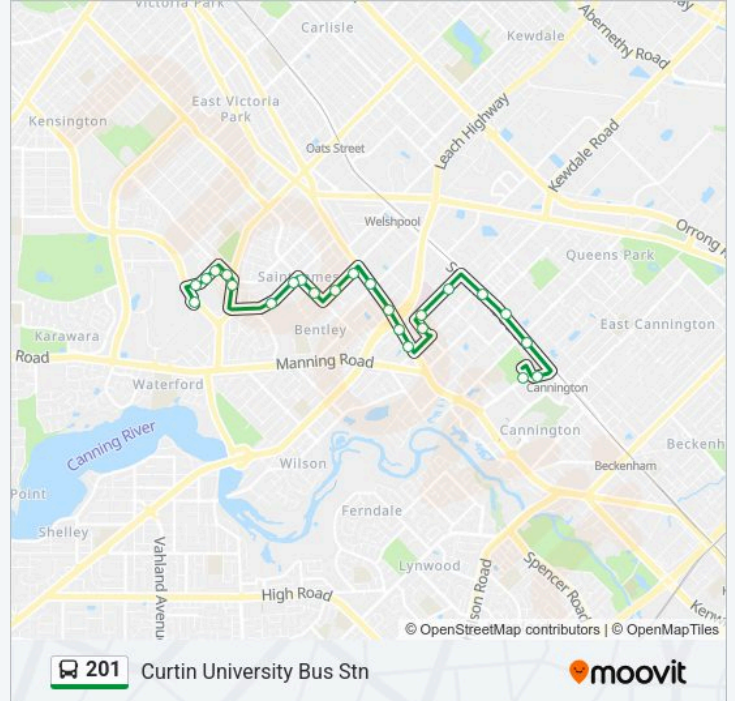 Victoria Park
Carlisle
Kewdale
Abernethy Road
Kensington
East Victoria
Park
Oats Street
Leach Highway
Kewdale Road
Welshpool
Orrong
Queens Park
Saint James
East Cannington
Karawara
Bentley
Road
Manning Road
Waterford
Cannington
Canning River
Cannington
Wilson
Beckenh
Beckenham
Point
Ferndale
Shelley
Vahland Avenu
Lynwood
High Road
son Road
Spencer Road
Kenw
© OpenStreetMap contributors | © OpenMapTiles
201 Curtin University Bus Stn
moovit